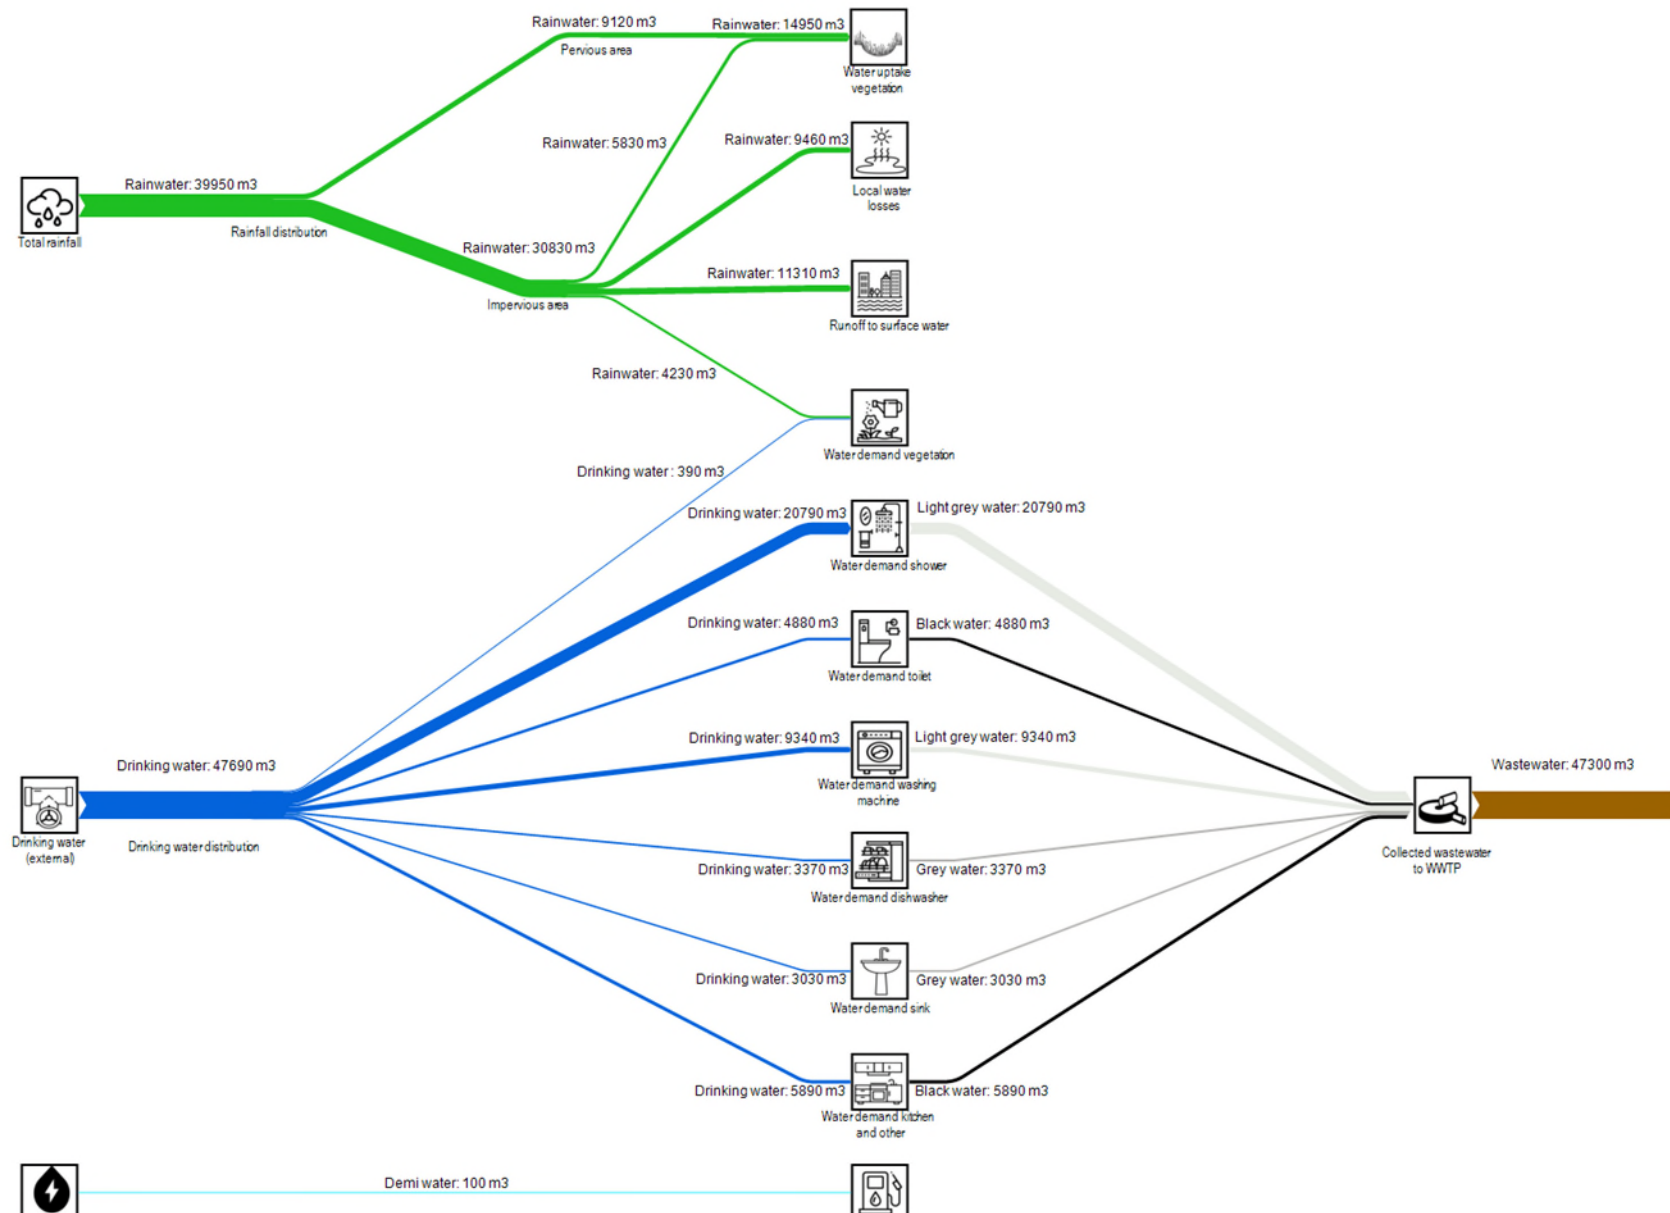 Rainwater: 9120 m3
Rainwater: 14950 m3
Pervious area
Water uptake
vegetation
Rainwater: 5830 m3
Rainwater: 9460 m3
Rainwater: 39950 m3
Local water
losses
Total rainfall
Rainfall distribution
Rainwater: 30830 m3
Rainwater: 11310 m3
Impervious area
Runoff to surface water
Rainwater: 4230 m3
Water demand vegetation
Drinking water : 390 m3
Drinking water: 20790 m3
Light grey water: 20790 m3
Water demand shower
Drinking water: 4880 m3
Black water: 4880 m3
Water demand toilet
Drinking water: 9340 m3
Light grey water: 9340 m3
Drinking water: 47690 m3
Wastewater: 47300 m3
Water demand washing
machine
Drinking water
(external)
Drinking water distribution
Collected wastewater
to WWTP
Drinking water: 3370 m3
Grey water: 3370 m3
Water demand dishwasher
Drinking water: 3030 m3
Grey water: 3030 m3
Water demand sink
Drinking water: 5890 m3
Black water: 5890 m3
Water demand kitchen
and other
Demi water: 100 m3